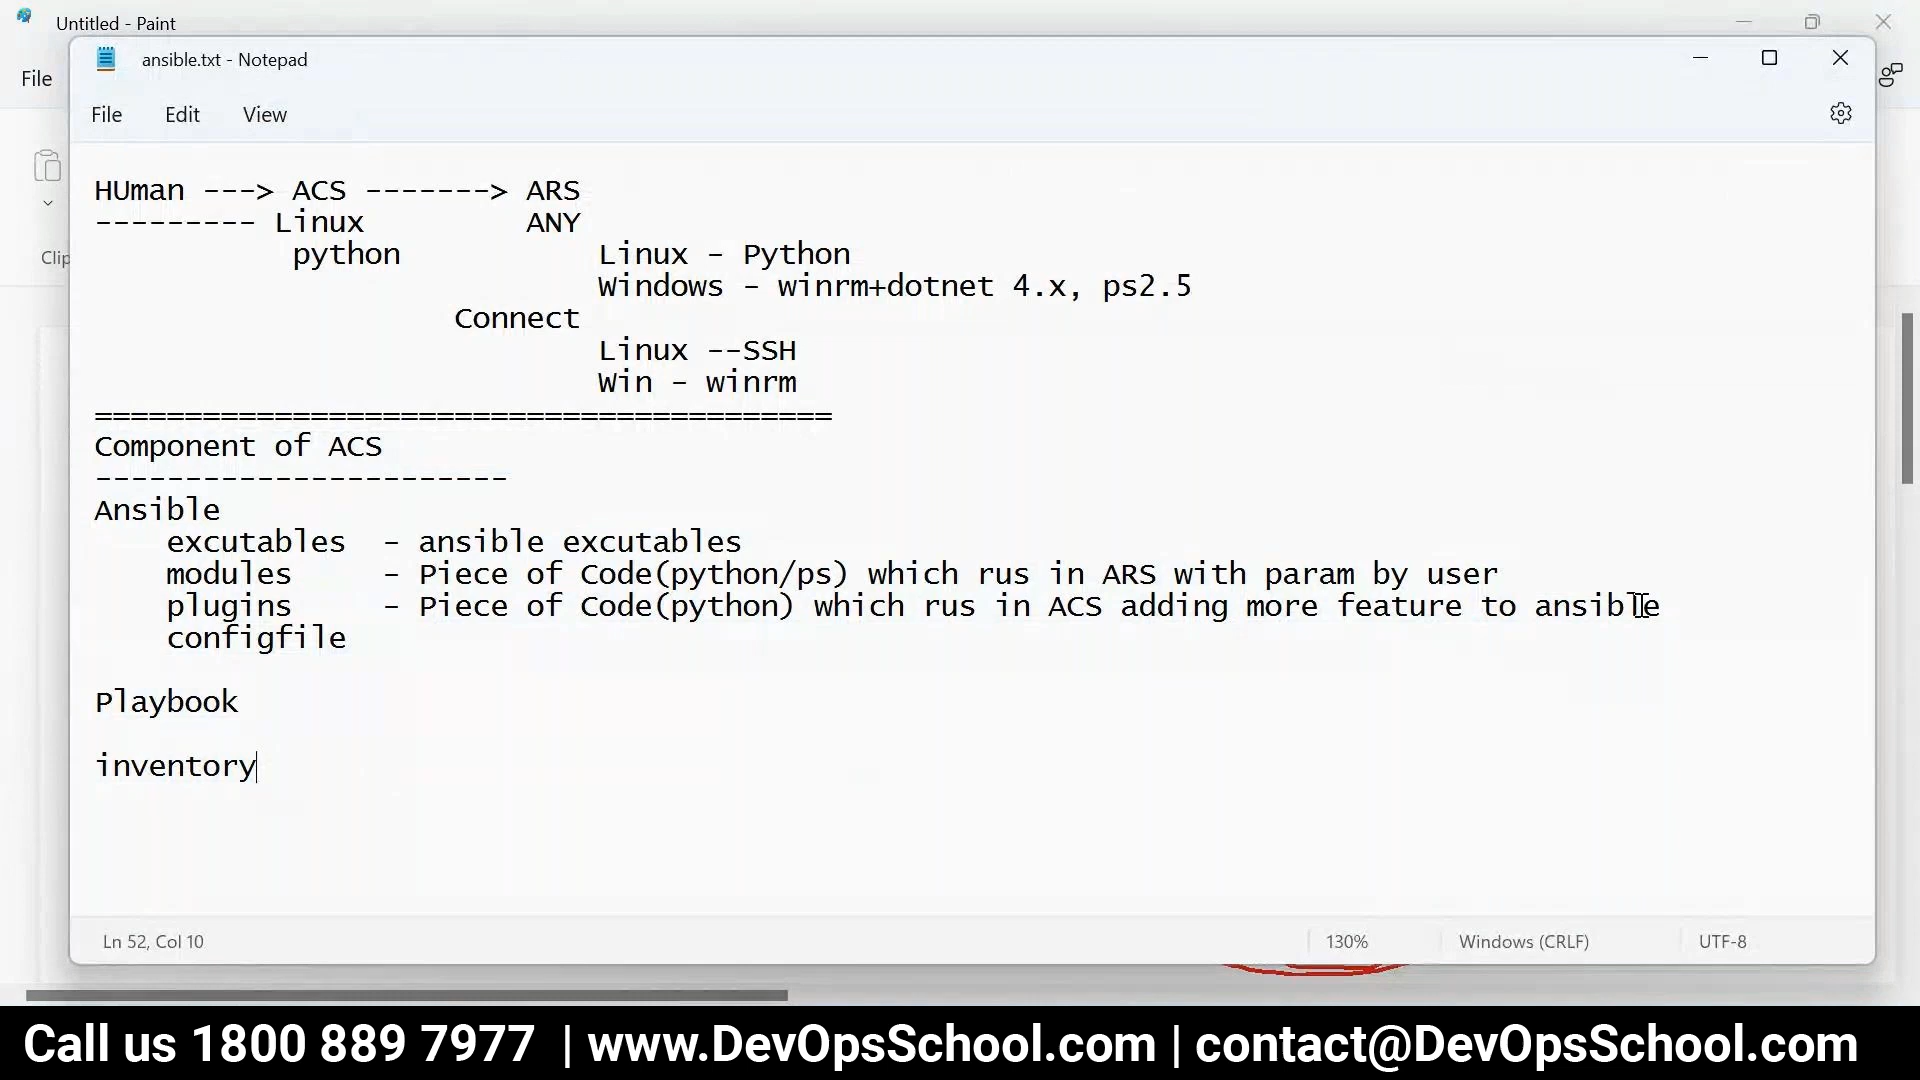 Untitled - Paint
File
ansible.txt - Notepad
File Edit View
Clip
HUman ---> ACS -------> ARS
--------- Linux ANY
python Linux - Python
Windows - winrm+dotnet 4.x, ps2.5
Connect
Linux --SSH
Win - winrm
=========================================
Component of ACS
-----------------------
Ansible
excutables - ansible excutables
modules - Piece of Code(python/ps) which rus in ARS with param by user
plugins - Piece of Code(python) which rus in ACS adding more feature to ansible
configfile
Playbook
inventory
Ln 52, Col 10 130% Windows (CRLF) UTF-8
Call us 1800 889 7977 | www.DevOpsSchool.com | contact@DevOpsSchool.com